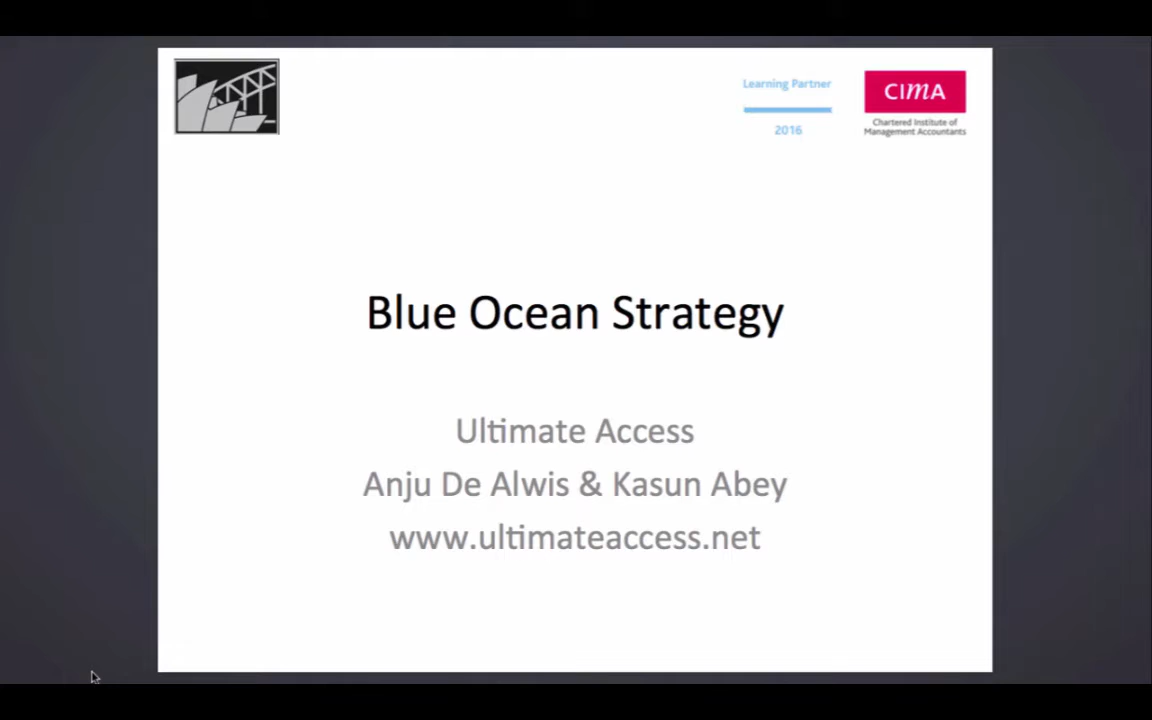 Learning Partner
2016
CIMA
Chartered Institute of
Management Accountants
Blue Ocean Strategy
Ultimate Access
Anju De Alwis & Kasun Abey
www.ultimateaccess.net